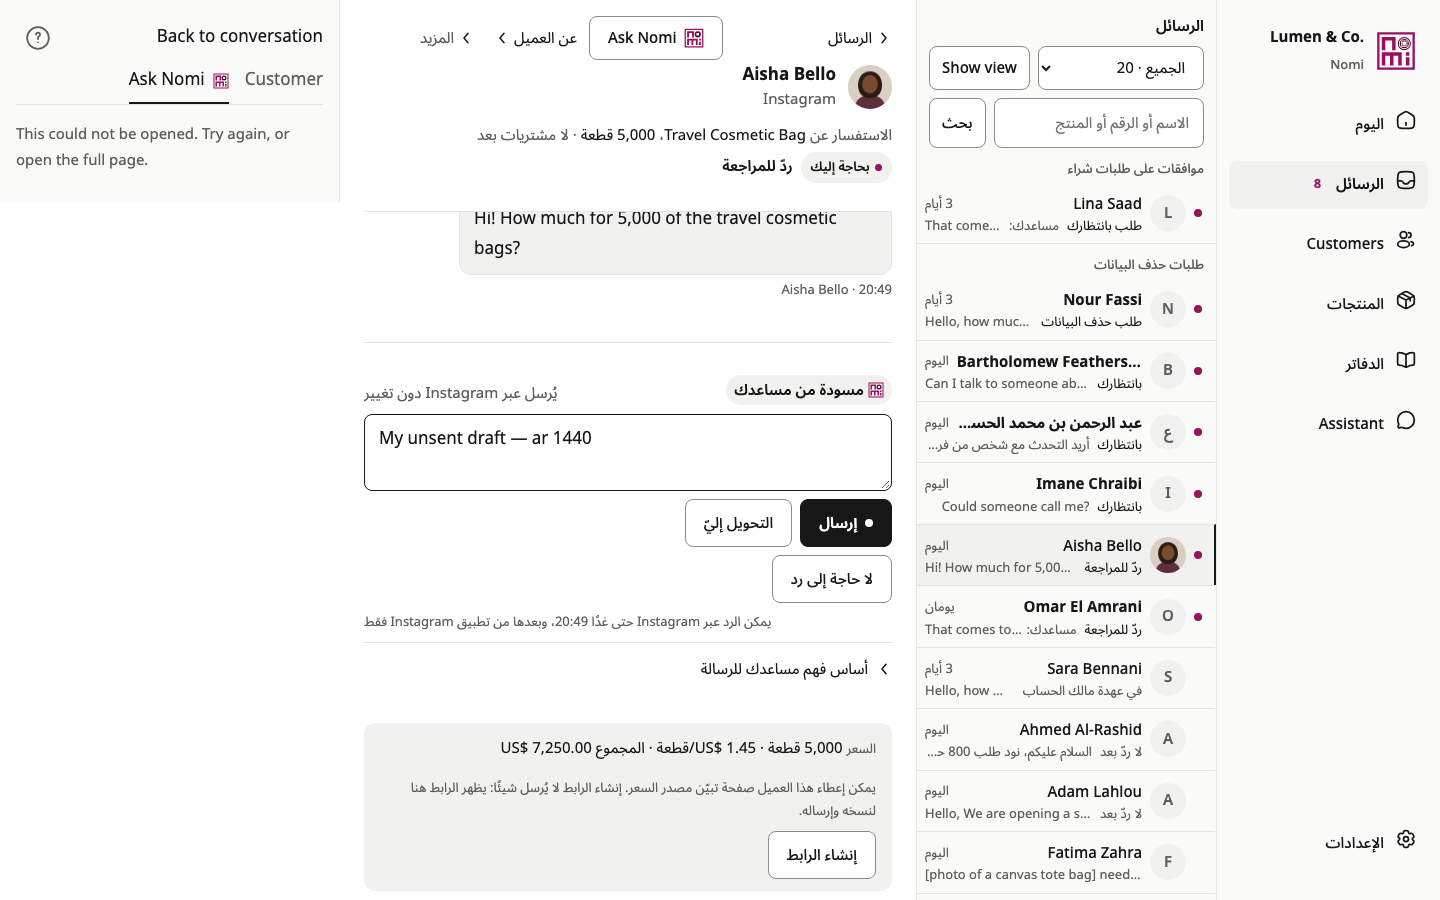 Lumen & Co.
Nomi
اليوم
الرسائل 8
Customers
المنتجات
الدفاتر
Assistant
الإعدادات
الرسائل
الجميع · 20
Show view
الاسم أو الرقم أو المنتج
بحث
موافقات على طلبات شراء
L
Lina Saad
3 أيام
طلب بانتظارك مساعدك: That come...
طلبات حذف البيانات
N
Nour Fassi
3 أيام
طلب حذف البيانات Hello, how muc...
B
Bartholomew Feathers...
اليوم
بانتظارك Can I talk to someone ab...
ع
عبد الرحمن بن محمد الحس...
اليوم
بانتظارك أريد التحدث مع شخص من فر...
I
Imane Chraibi
اليوم
بانتظارك Could someone call me?
Aisha Bello
اليوم
ردّ للمراجعة Hi! How much for 5,00...
O
Omar El Amrani
يومان
ردّ للمراجعة مساعدك: That comes to...
S
Sara Bennani
3 أيام
في عهدة مالك الحساب Hello, how ...
A
Ahmed Al-Rashid
اليوم
لا ردّ بعد السلام عليكم، نود طلب 800 حـ...
A
Adam Lahlou
اليوم
لا ردّ بعد Hello, We are opening a s...
F
Fatima Zahra
اليوم
[photo of a canvas tote bag] need...
الرسائل
Ask Nomi
عن العميل
المزيد
Aisha Bello
Instagram
الاستفسار عن Travel Cosmetic Bag، 5,000 قطعة · لا مشتريات بعد
بحاجة إليك ردّ للمراجعة
Hi! How much for 5,000 of the travel cosmetic
bags?
Aisha Bello · 20:49
مسودة من مساعدك
يُرسل عبر Instagram دون تغيير
My unsent draft — ar 1440
إرسال
التحويل إليّ
لا حاجة إلى رد
يمكن الرد عبر Instagram حتى غدًا 20:49، وبعدها من تطبيق Instagram فقط
أساس فهم مساعدك للرسالة
السعر 5,000 قطعة · US$ 1.45/قطعة · المجموع US$ 7,250.00
يمكن إعطاء هذا العميل صفحة تبيّن مصدر السعر. إنشاء الرابط لا يُرسل شيئًا: يظهر الرابط هنا
لنسخه وإرساله.
إنشاء الرابط
Back to conversation
?
Customer
Ask Nomi
This could not be opened. Try again, or
open the full page.